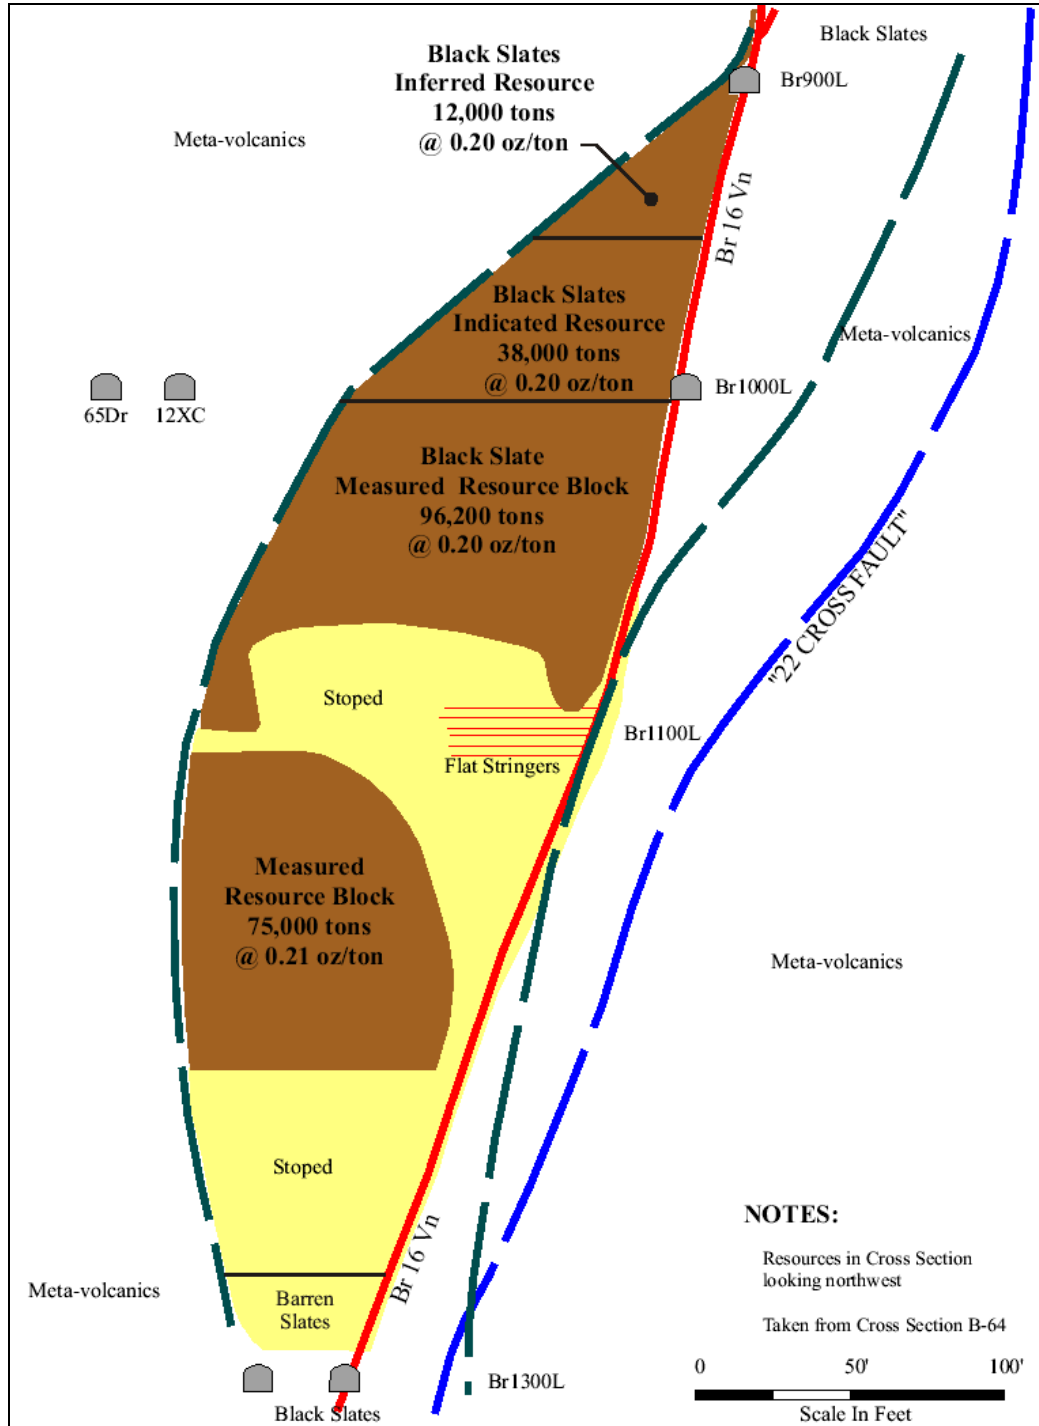 Black Slates
Black Slates
Inferred Resource
12,000 tons
@ 0.20 oz/ton
Br900L
Meta-volcanics
Br 16 Vn
Black Slates
Indicated Resource
38,000 tons
@ 0.20 oz/ton
Meta-volcanics
65Dr
12XC
Br1000L
Black Slate
Measured Resource Block
96,200 tons
@ 0.20 oz/ton
"22 CROSS FAULT"
Stoped
Br1100L
Flat Stringers
Measured
Resource Block
75,000 tons
@ 0.21 oz/ton
Meta-volcanics
Stoped
Br 16 Vn
Meta-volcanics
Barren
Slates
Br1300L
Black Slates
NOTES:
Resources in Cross Section
looking northwest
Taken from Cross Section B-64
0 50' 100'
Scale In Feet